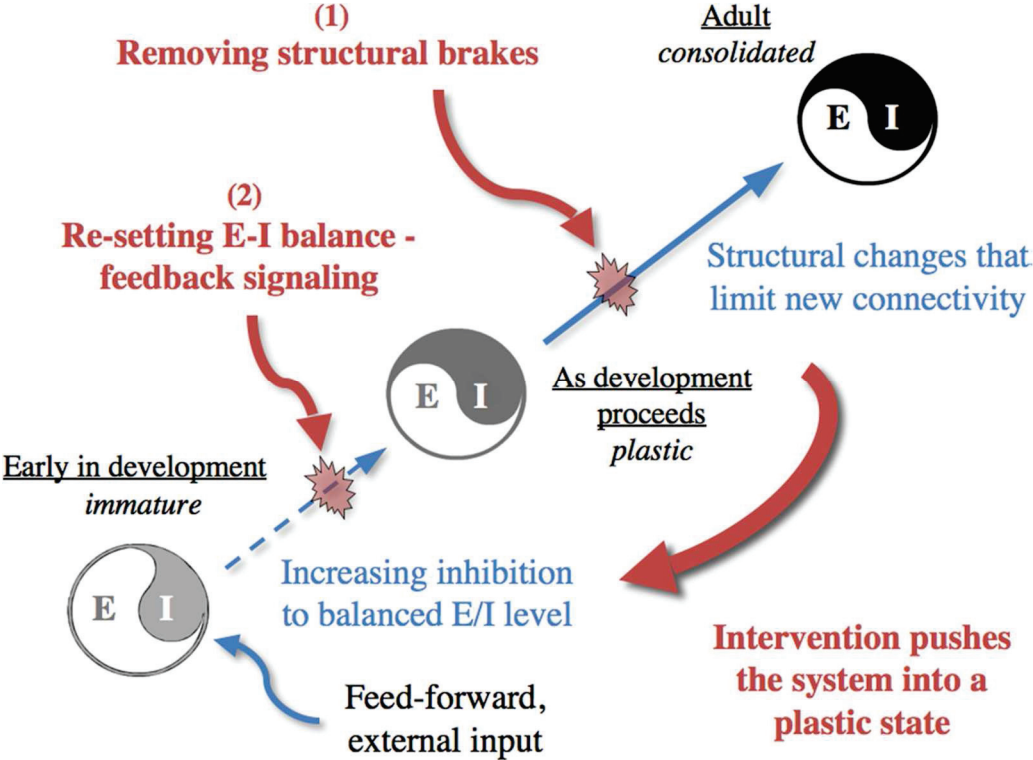 (1)
Removing structural brakes
Adult
consolidated
E I
(2)
Re-setting E-I balance -
feedback signaling
Structural changes that
limit new connectivity
E I
As development
proceeds
plastic
Early in development
immature
E I
Increasing inhibition
to balanced E/I level
Feed-forward,
external input
Intervention pushes
the system into a
plastic state